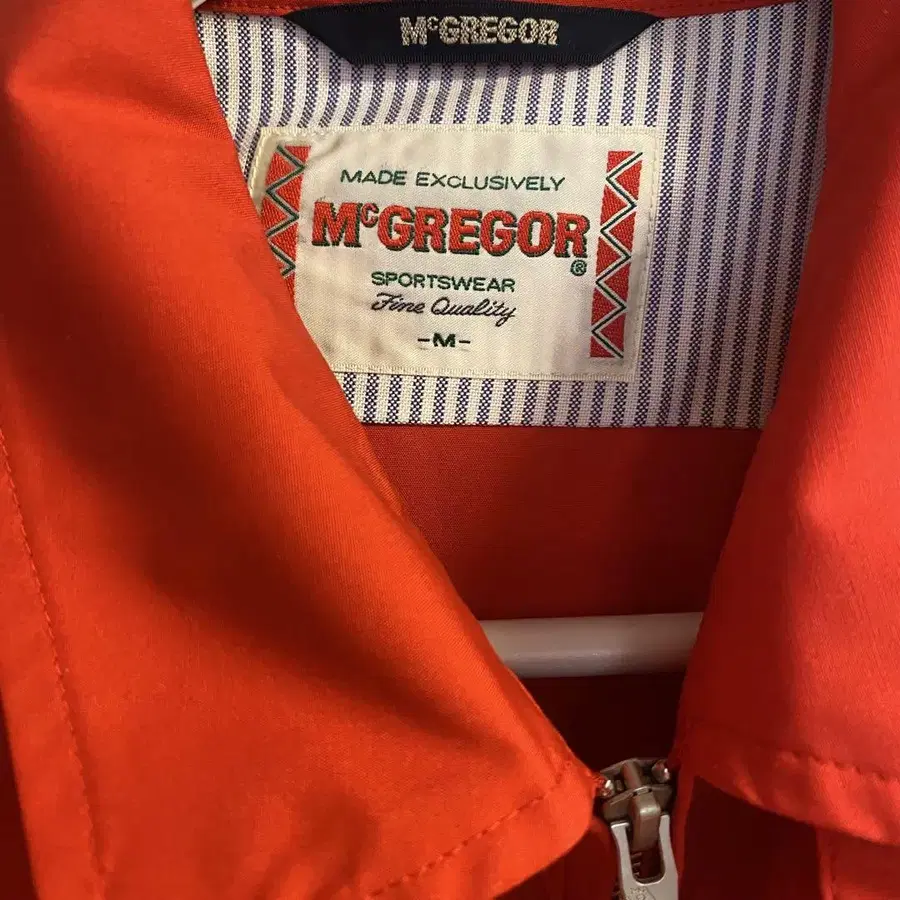 McGREGOR
MADE EXCLUSIVELY
McGREGOR®
SPORTSWEAR
Fine Quality
-M-